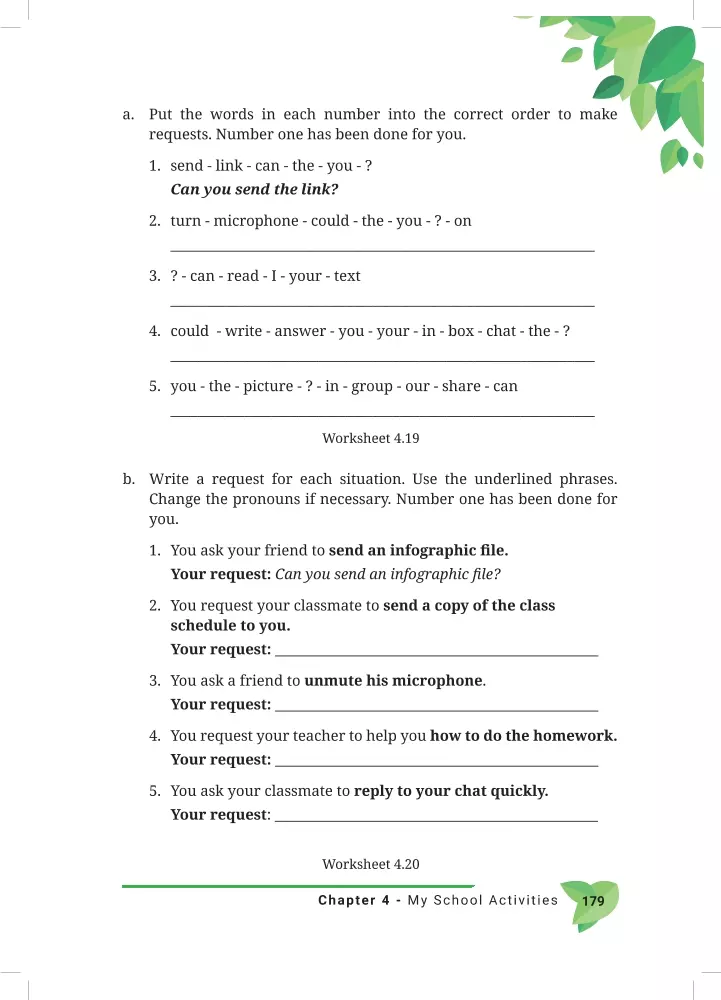 a. Put the words in each number into the correct order to make
requests. Number one has been done for you.
1. send - link - can - the - you - ?
Can you send the link?
2. turn - microphone - could - the - you - ? - on
3. ? - can - read - I - your - text
4. could - write - answer - you - your - in - box - chat - the - ?
5. you - the - picture - ? - in - group - our - share - can
Worksheet 4.19
b. Write a request for each situation. Use the underlined phrases.
Change the pronouns if necessary. Number one has been done for
you.
1. You ask your friend to send an infographic file.
Your request: Can you send an infographic file?
2. You request your classmate to send a copy of the class
schedule to you.
Your request:
3. You ask a friend to unmute his microphone.
Your request:
4. You request your teacher to help you how to do the homework.
Your request:
5. You ask your classmate to reply to your chat quickly.
Your request:
Worksheet 4.20
Chapter 4 - My School Activities 179